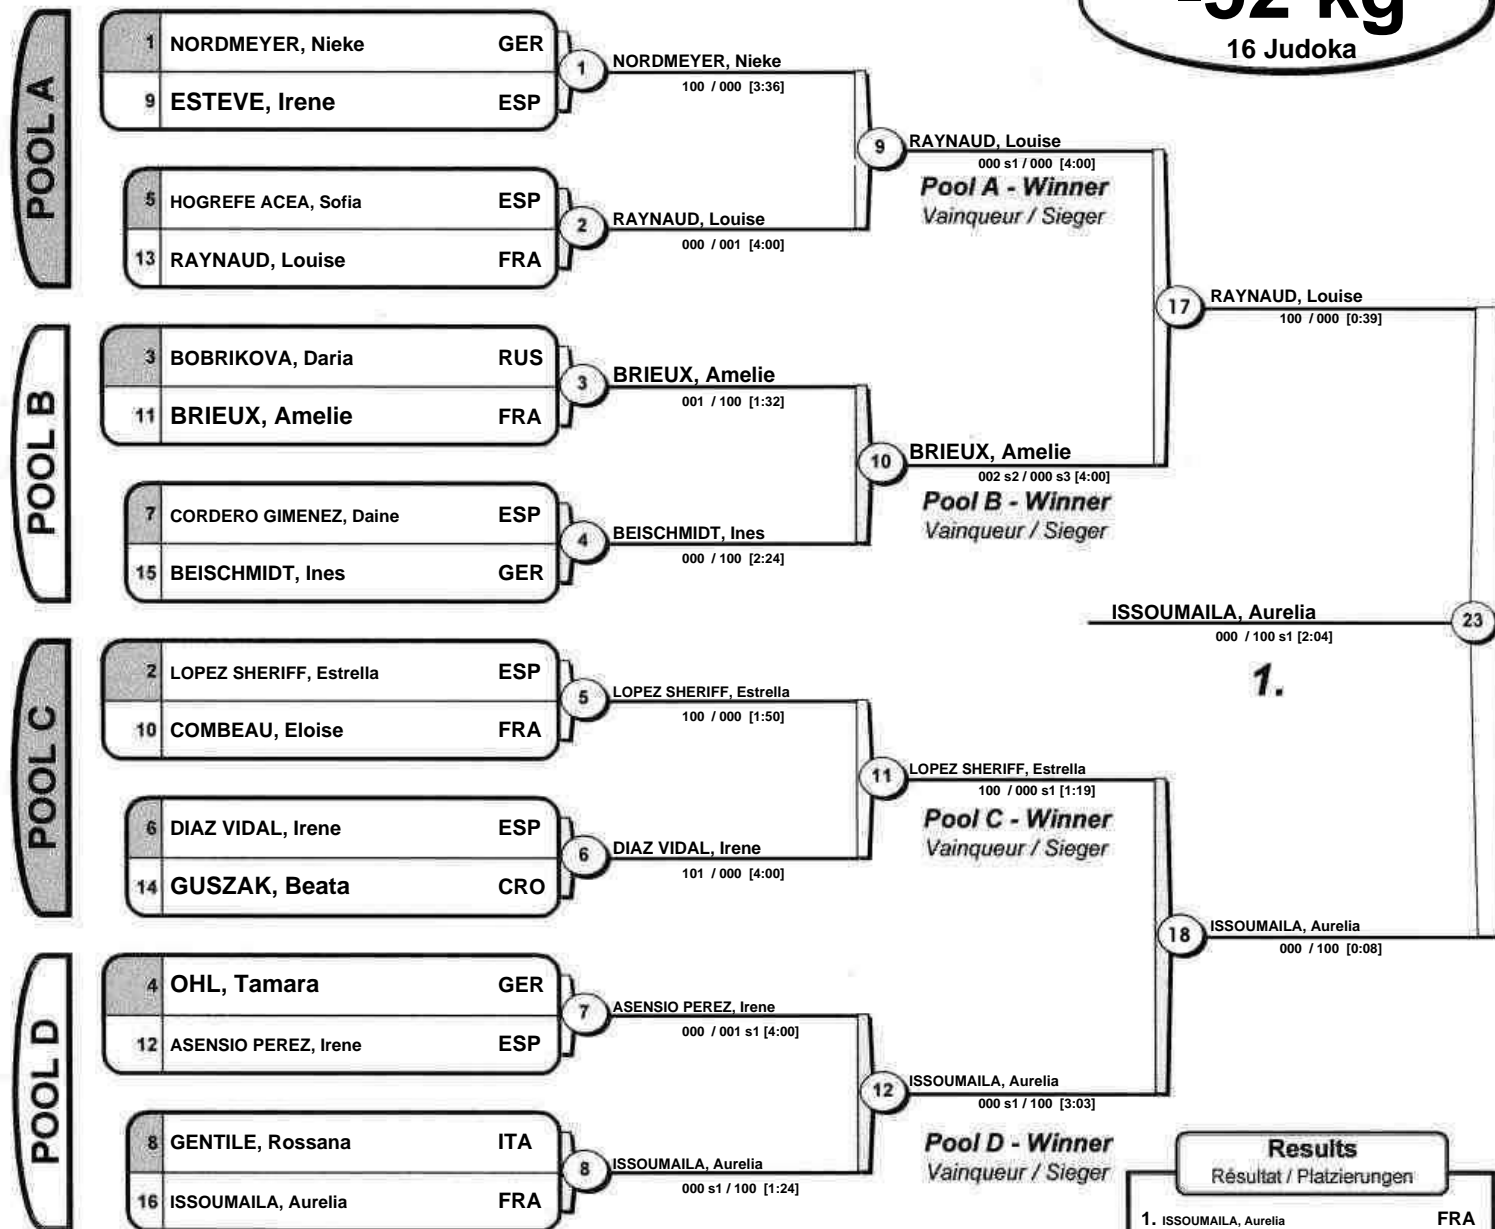 -52 kg
16 Judoka
POOL A
1 NORDMEYER, Nieke GER
9 ESTEVE, Irene ESP
1
NORDMEYER, Nieke
100 / 000 [3:36]
5 HOGREFE ACEA, Sofia ESP
13 RAYNAUD, Louise FRA
2
RAYNAUD, Louise
000 / 001 [4:00]
9
RAYNAUD, Louise
000 s1 / 000 [4:00]
Pool A - Winner
Vainqueur / Sieger
POOL B
3 BOBRIKOVA, Daria RUS
11 BRIEUX, Amelie FRA
3
BRIEUX, Amelie
001 / 100 [1:32]
7 CORDERO GIMENEZ, Daine ESP
15 BEISCHMIDT, Ines GER
4
BEISCHMIDT, Ines
000 / 100 [2:24]
10
BRIEUX, Amelie
002 s2 / 000 s3 [4:00]
Pool B - Winner
Vainqueur / Sieger
17
RAYNAUD, Louise
100 / 000 [0:39]
ISSOUMAILA, Aurelia
23
000 / 100 s1 [2:04]
1.
POOL C
2 LOPEZ SHERIFF, Estrella ESP
10 COMBEAU, Eloise FRA
5
LOPEZ SHERIFF, Estrella
100 / 000 [1:50]
6 DIAZ VIDAL, Irene ESP
14 GUSZAK, Beata CRO
6
DIAZ VIDAL, Irene
101 / 000 [4:00]
11
LOPEZ SHERIFF, Estrella
100 / 000 s1 [1:19]
Pool C - Winner
Vainqueur / Sieger
18
ISSOUMAILA, Aurelia
000 / 100 [0:08]
POOL D
4 OHL, Tamara GER
12 ASENSIO PEREZ, Irene ESP
7
ASENSIO PEREZ, Irene
000 / 001 s1 [4:00]
8 GENTILE, Rossana ITA
16 ISSOUMAILA, Aurelia FRA
8
ISSOUMAILA, Aurelia
000 s1 / 100 [1:24]
12
ISSOUMAILA, Aurelia
000 s1 / 100 [3:03]
Pool D - Winner
Vainqueur / Sieger
Results
Résultat / Platzierungen
1. ISSOUMAILA, Aurelia FRA